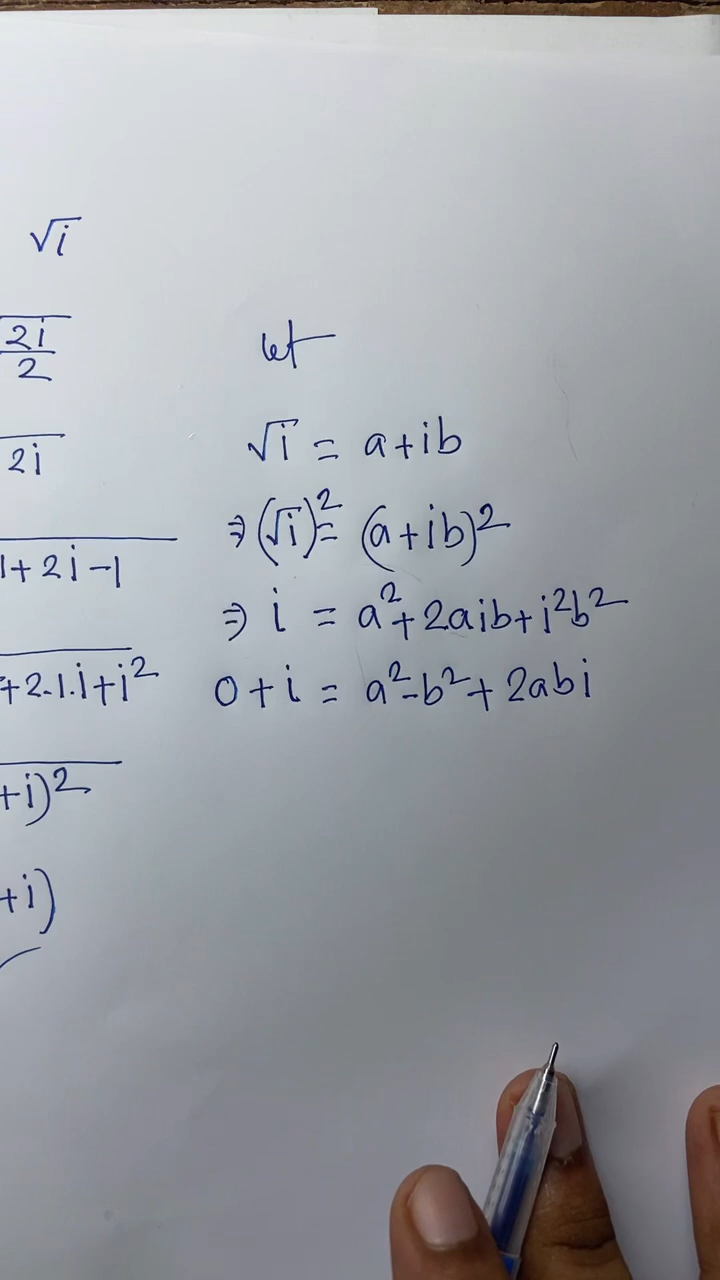 √i
2i/2
2i
1+2i-1
+2.1.i+i²
+i)²
+i)
let
√i = a+ib
⇒ (√i)² = (a+ib)²
⇒ i = a²+2aib+i²b²
0+i = a²-b²+2abi